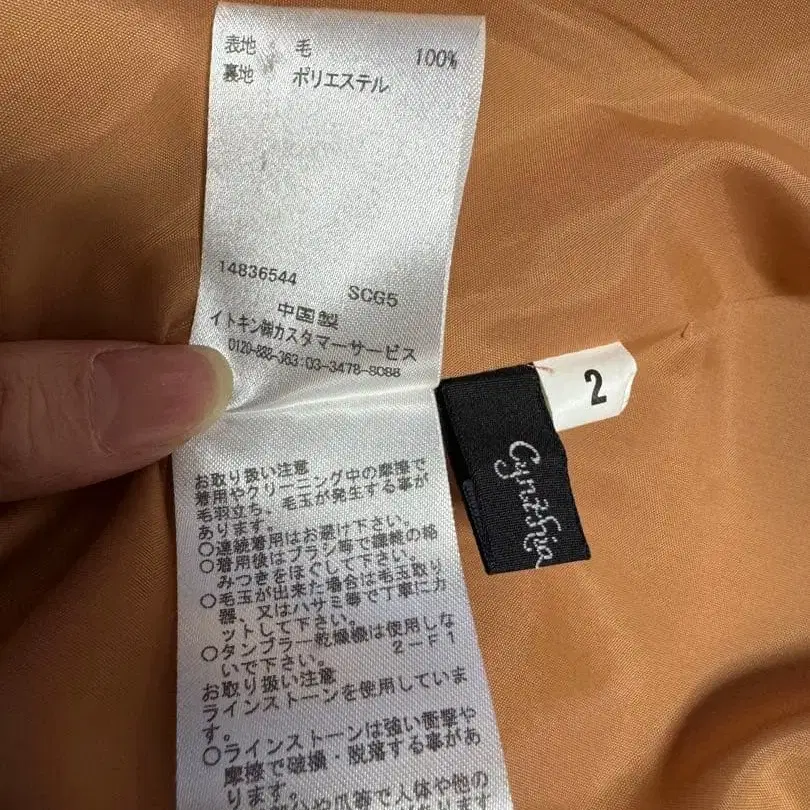 表地 毛 100%
裏地 ポリエステル
14836544 SCG5
中国製
イトキン㈱カスタマーサービス
0120-888-363:03-3478-8088
お取り扱い注意
着用やクリーニング中の摩擦で
毛羽立ち、毛玉が発生する事が
あります。
○連続着用はお避け下さい。
○着用後はブラシ等で繊維の絡
みつきをほぐして下さい。
○毛玉が出来た場合は毛玉取り
器、又はハサミ等で丁寧にカ
ットして下さい。
○タンブラー乾燥機は使用しな
いで下さい。 2-F1
お取り扱い注意
ラインストーンを使用していま
す。
○ラインストーンは強い衝撃や
摩擦で破損・脱落する事があ
ります。
や爪等で人体や他の
2
Cynthia